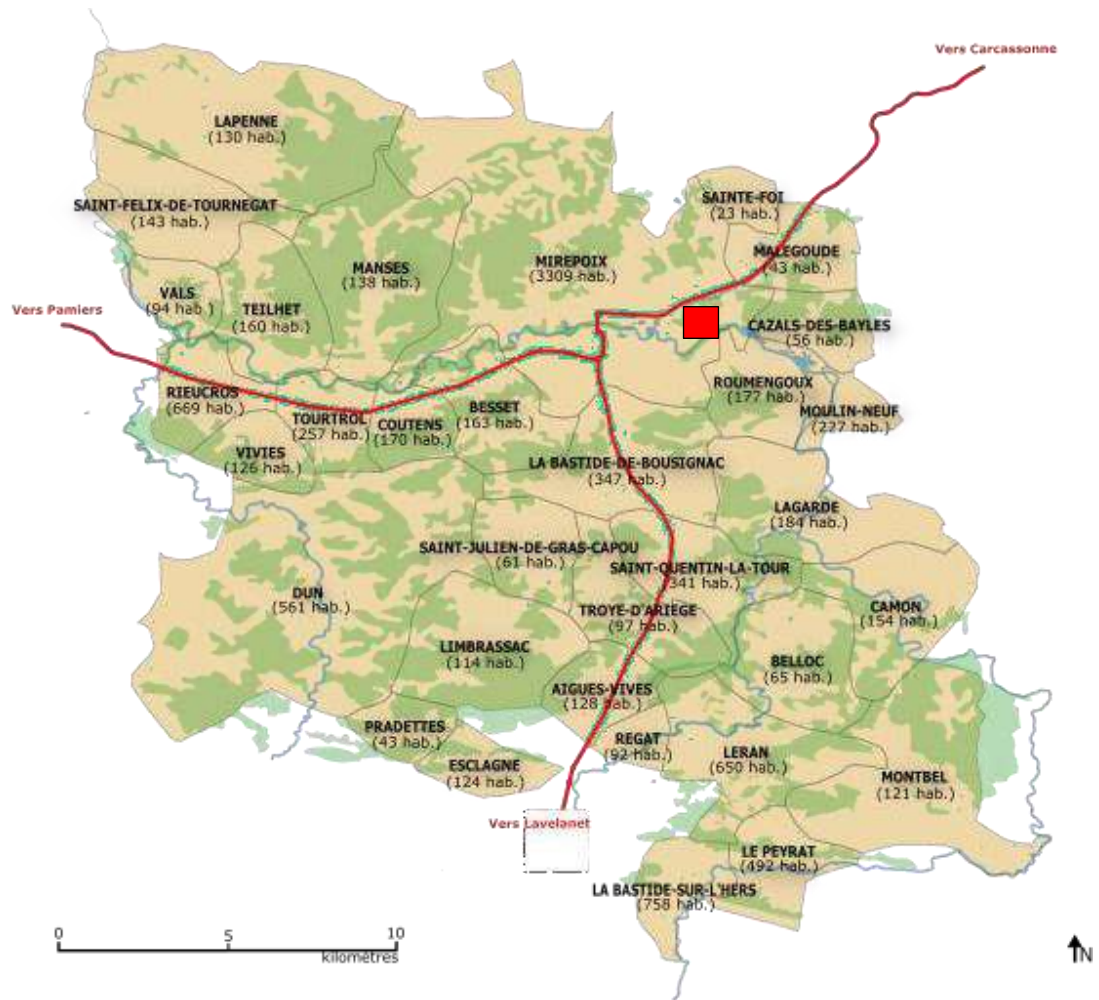 Vers Carcassonne
LAPENNE
(130 hab.)
SAINTE-FOI
(23 hab.)
SAINT-FELIX-DE-TOURNEGAT
(143 hab.)
MALEGOUDE
(43 hab.)
MIREPOIX
(3309 hab.)
MANSES
(138 hab.)
VALS
(94 hab.)
Vers Pamiers
TEILHET
(160 hab.)
CAZALS-DES-BAYLES
(56 hab.)
ROUMENGOUX
(177 hab.)
RIEUCROS
(669 hab.)
MOULIN-NEUF
(227 hab.)
BESSET
(163 hab.)
TOURTROL
(257 hab.)
COUTENS
(170 hab.)
VIVIES
(126 hab.)
LA BASTIDE-DE-BOUSIGNAC
(347 hab.)
LAGARDE
(184 hab.)
SAINT-JULIEN-DE-GRAS-CAPOU
(61 hab.)
SAINT-QUENTIN-LA-TOUR
(341 hab.)
DUN
(561 hab.)
TROYE-D'ARIEGE
(97 hab.)
CAMON
(154 hab.)
LIMBRASSAC
(114 hab.)
BELLOC
(65 hab.)
AIGUES-VIVES
(128 hab.)
PRADETTES
(43 hab.)
REGAT
(92 hab.)
LERAN
(650 hab.)
ESCLAGNE
(124 hab.)
MONTBEL
(121 hab.)
Vers Lavelanet
LE PEYRAT
(492 hab.)
LA BASTIDE-SUR-L'HERS
(758 hab.)
0 5 10
kilomètres
N